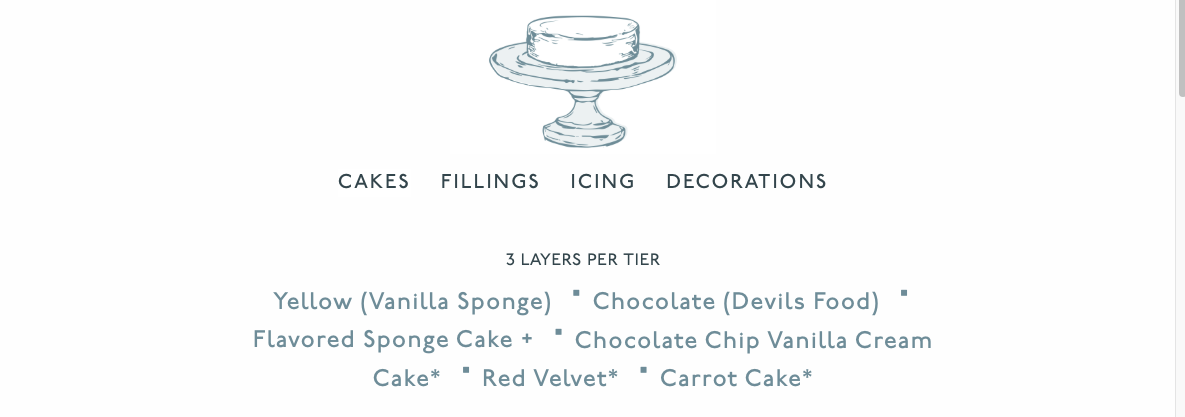 CAKES FILLINGS ICING DECORATIONS
3 LAYERS PER TIER
Yellow (Vanilla Sponge) ▪ Chocolate (Devils Food) ▪
Flavored Sponge Cake + ▪ Chocolate Chip Vanilla Cream
Cake* ▪ Red Velvet* ▪ Carrot Cake*